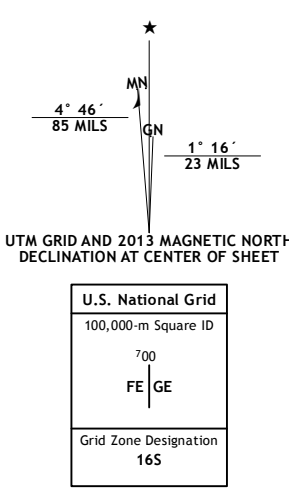 ★
MN
4° 46´
85 MILS
GN
1° 16´
23 MILS
UTM GRID AND 2013 MAGNETIC NORTH
DECLINATION AT CENTER OF SHEET
U.S. National Grid
100,000-m Square ID
⁷00
FE GE
Grid Zone Designation
16S